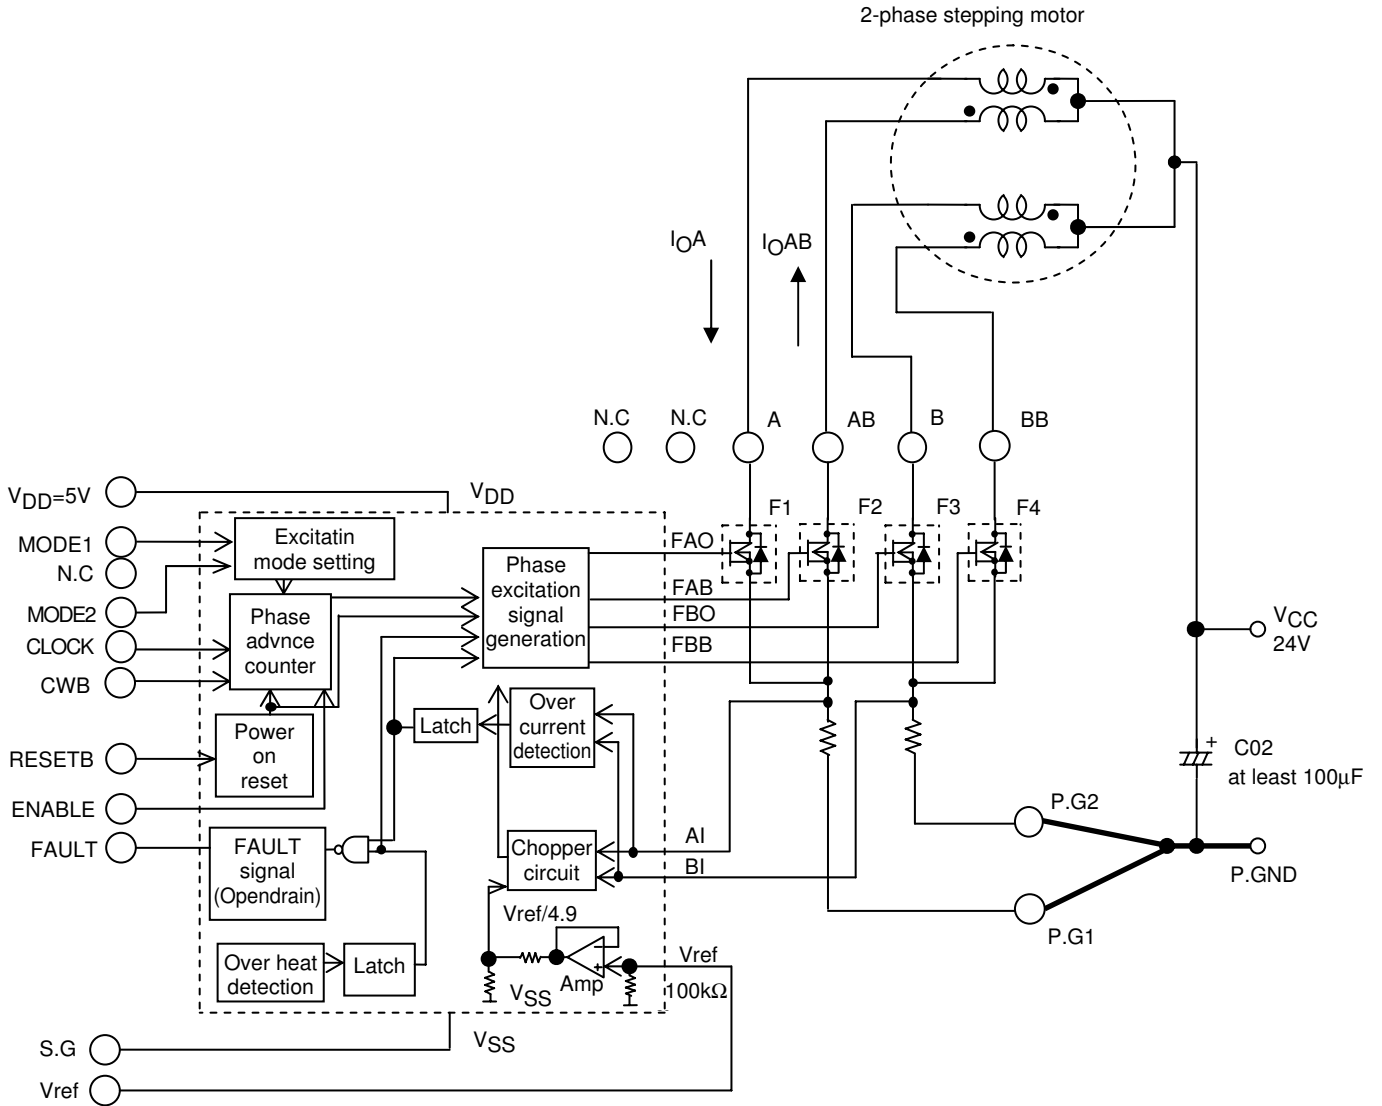 2-phase stepping motor
IOA
IOAB
N.C
N.C
A
AB
B
BB
VDD=5V
VDD
F1
F2
F3
F4
MODE1
N.C
MODE2
CLOCK
CWB
RESETB
ENABLE
FAULT
Excitatin
mode setting
Phase
advnce
counter
Phase
excitation
signal
generation
FAO
FAB
FBO
FBB
VCC
24V
Power
on
reset
Latch
Over
current
detection
C02
at least 100µF
+
P.G2
P.GND
P.G1
FAULT
signal
(Opendrain)
Chopper
circuit
AI
BI
Vref/4.9
Over heat
detection
Latch
VSS
Amp
+
-
Vref
100kΩ
S.G
VSS
Vref